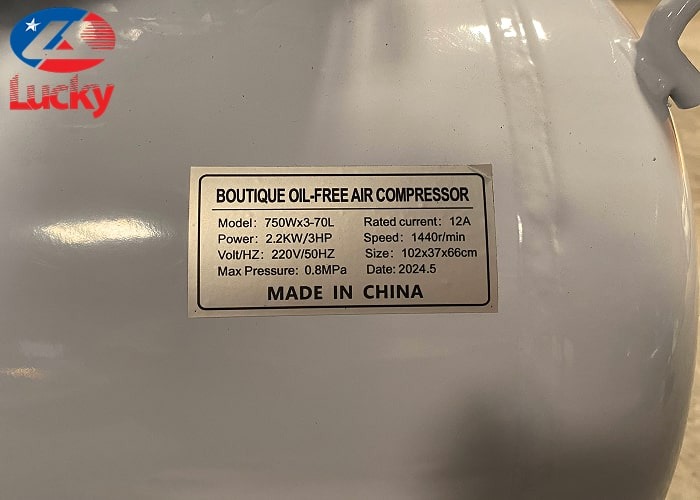 Lucky
BOUTIQUE OIL-FREE AIR COMPRESSOR
Model: 750Wx3-70L Rated current: 12A
Power: 2.2KW/3HP Speed: 1440r/min
Volt/HZ: 220V/50HZ Size: 102x37x66cm
Max Pressure: 0.8MPa Date: 2024.5
MADE IN CHINA